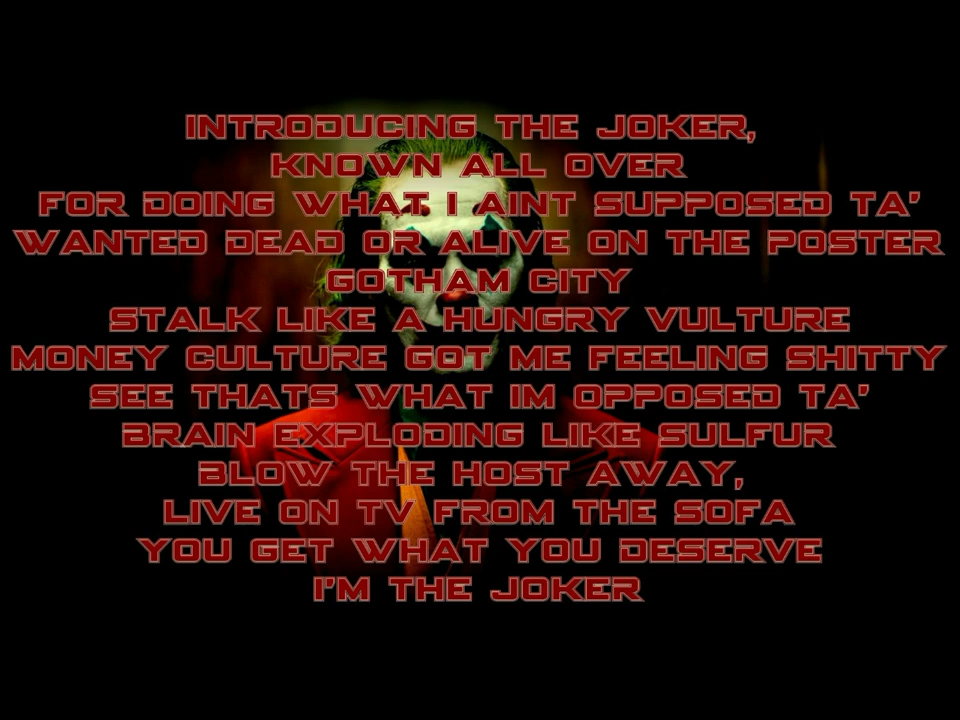 INTRODUCING THE JOKER,
KNOWN ALL OVER
FOR DOING WHAT I AINT SUPPOSED TA'
WANTED DEAD OR ALIVE ON THE POSTER
GOTHAM CITY
STALK LIKE A HUNGRY VULTURE
MONEY CULTURE GOT ME FEELING SHITTY
SEE THATS WHAT IM OPPOSED TA'
BRAIN EXPLODING LIKE SULFUR
BLOW THE HOST AWAY,
LIVE ON TV FROM THE SOFA
YOU GET WHAT YOU DESERVE
I'M THE JOKER